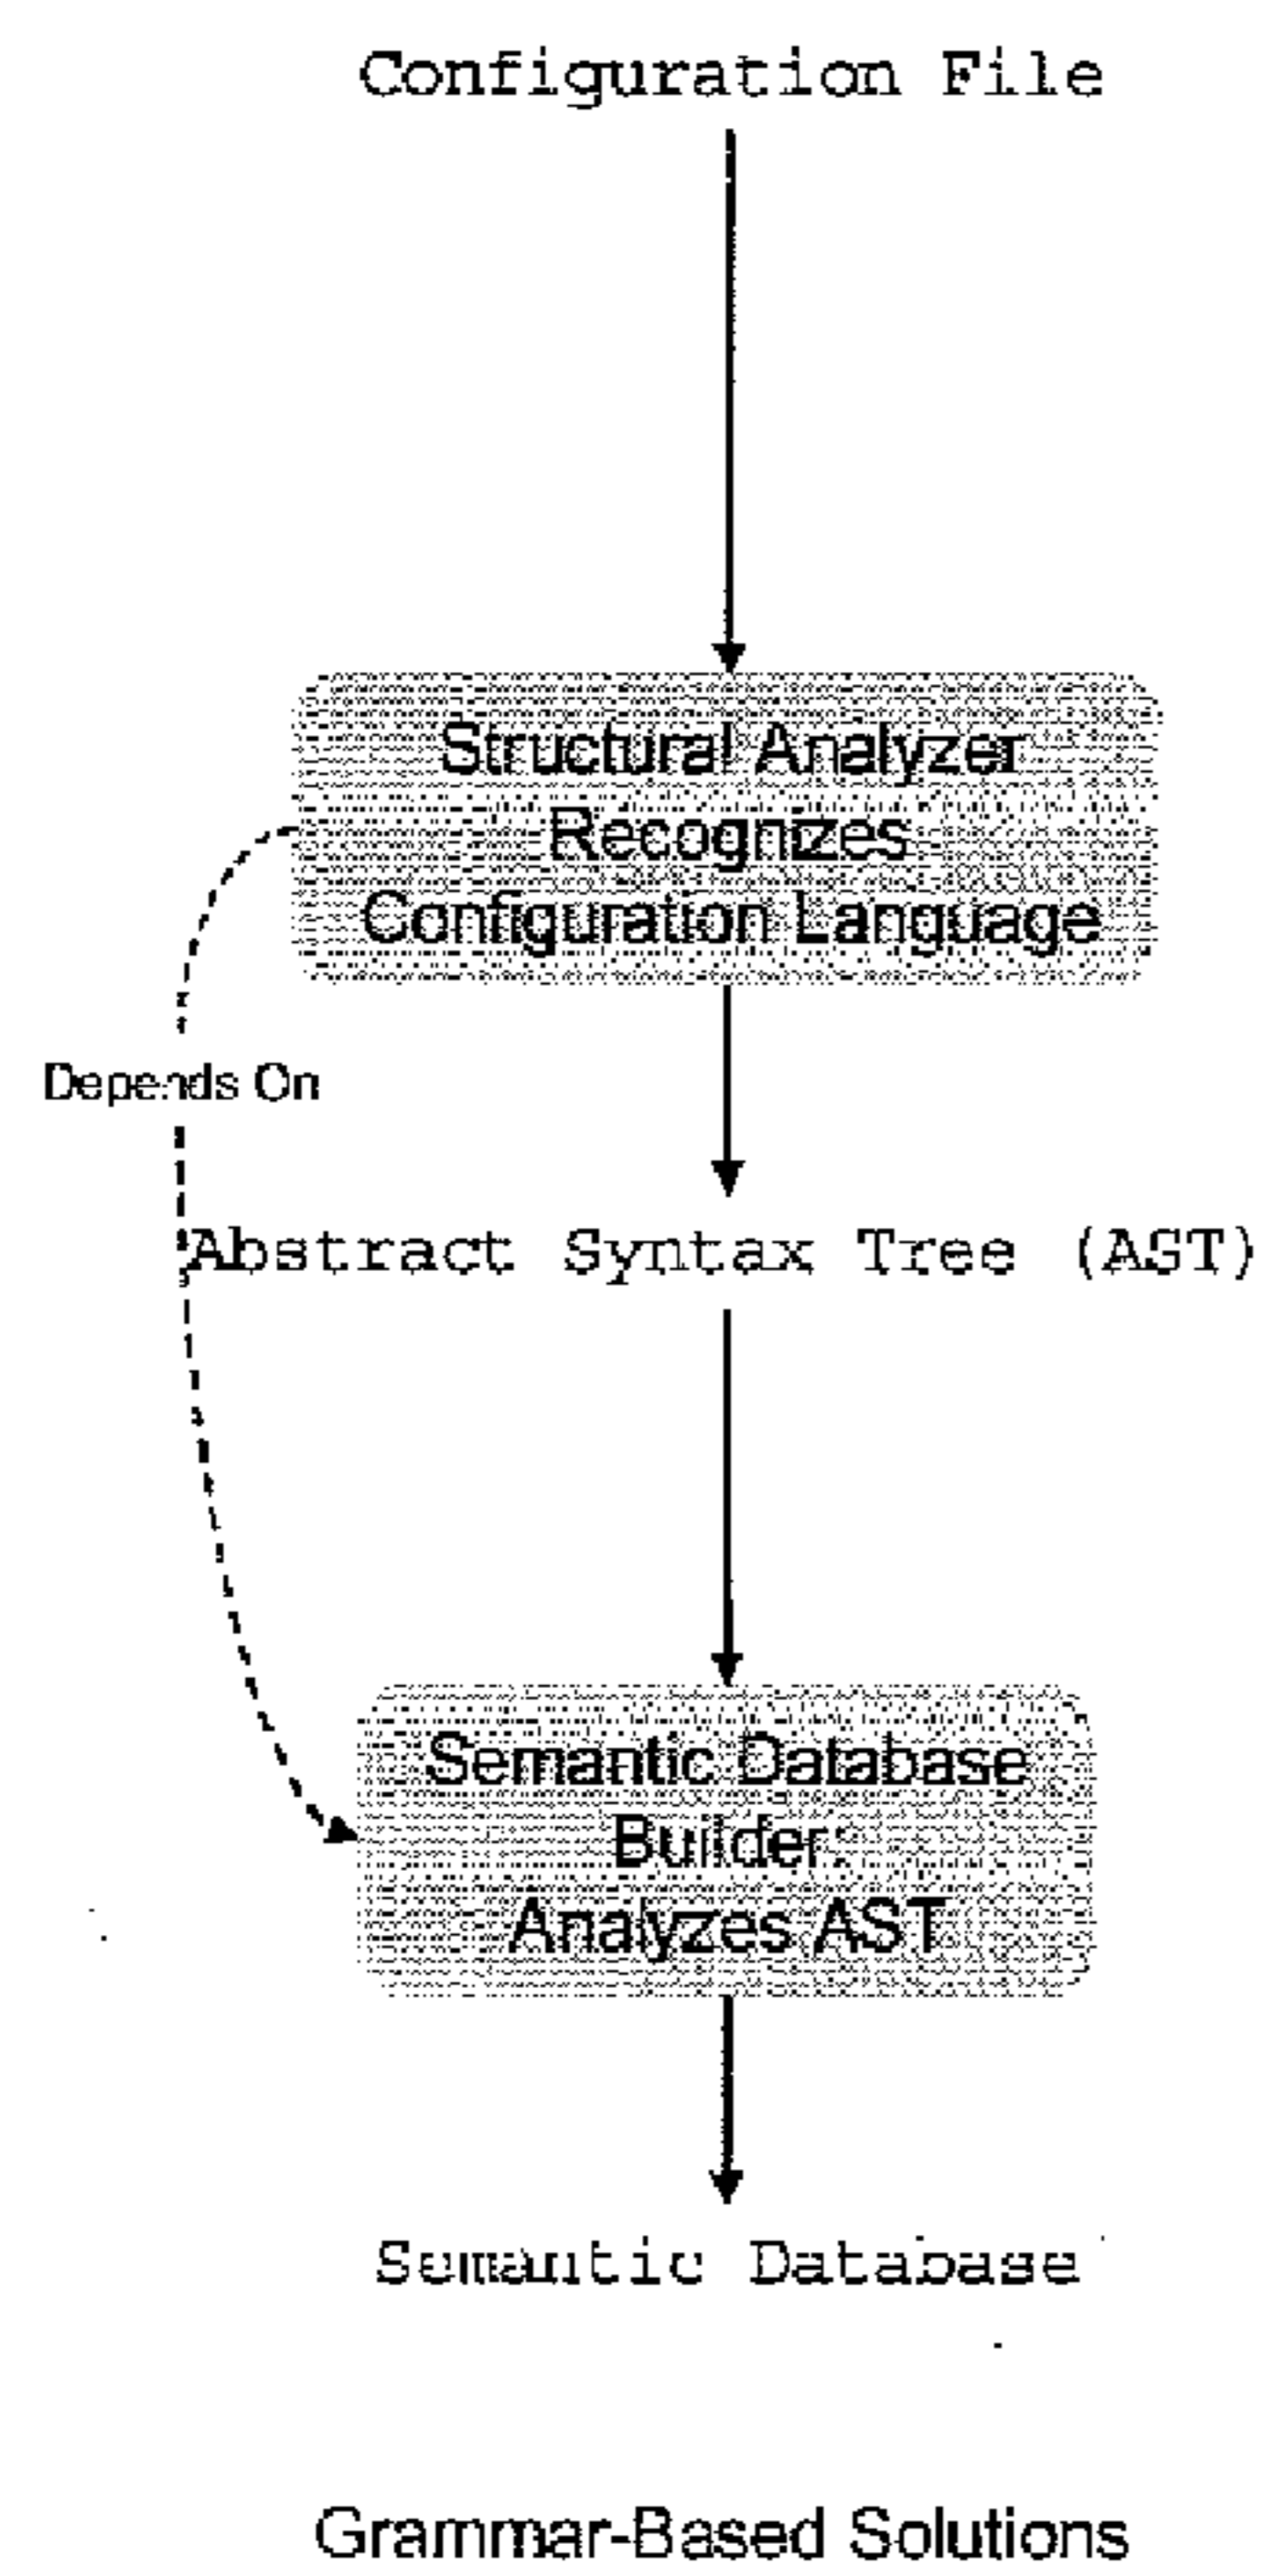 Configuration File
Structural Analyzer
Recognizes
Configuration Language
Depends On
Abstract Syntax Tree (AST)
Semantic Database
Builder:
Analyzes AST
Semantic Database
Grammar-Based Solutions